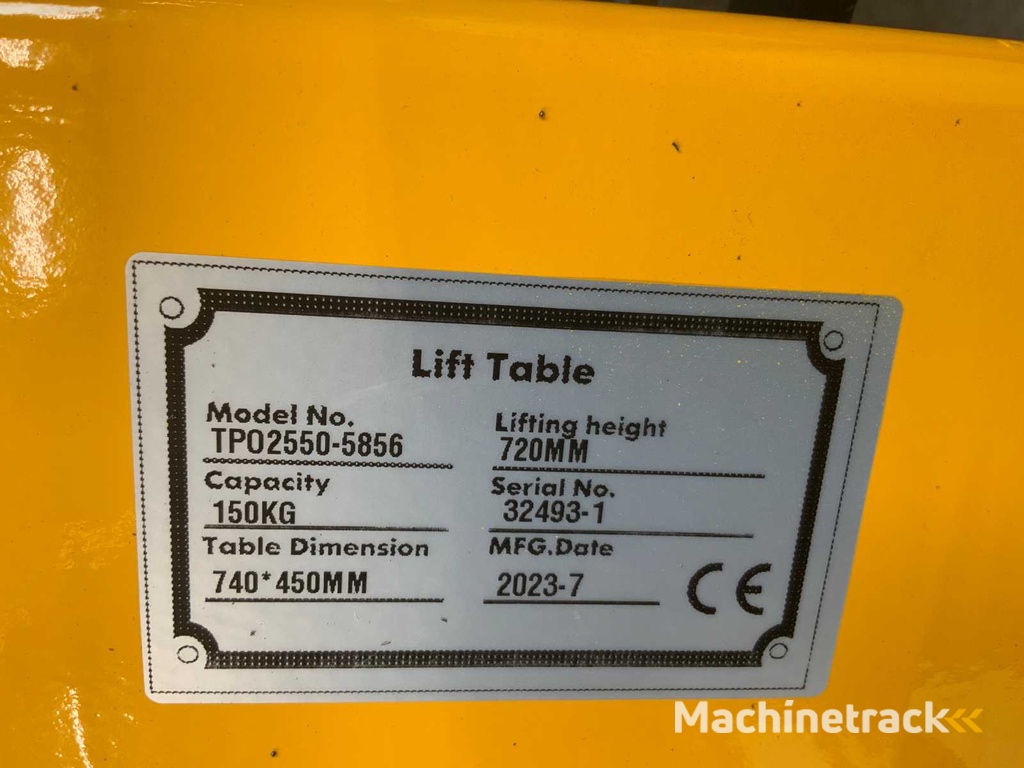 Lift Table
Model No.
TPO2550-5856
Capacity
150KG
Table Dimension
740*450MM
Lifting height
720MM
Serial No.
32493-1
MFG.Date
2023-7
CE
Machinetrack